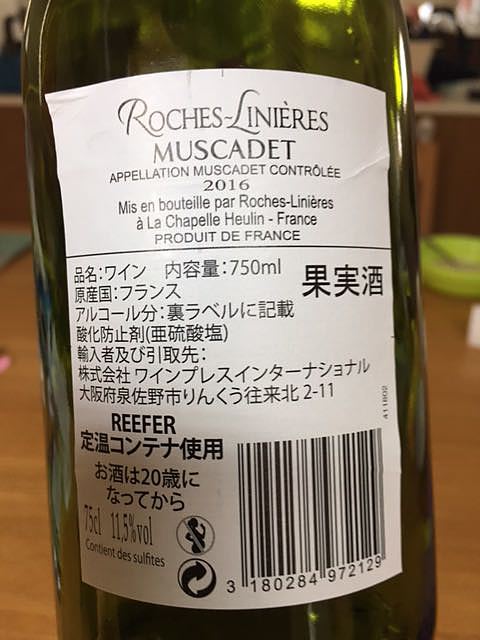 ROCHES-LINIÈRES
MUSCADET
APPELLATION MUSCADET CONTRÔLÉE
2016
Mis en bouteille par Roches-Linières
à La Chapelle Heulin - France
PRODUIT DE FRANCE
品名:ワイン 内容量:750ml
原産国:フランス
果実酒
アルコール分:裏ラベルに記載
酸化防止剤(亜硫酸塩)
輸入者及び引取先:
株式会社 ワインプレスインターナショナル
大阪府泉佐野市りんくう往来北 2-11
411802
REEFER
定温コンテナ使用
お酒は20歳に
なってから
75cl 11,5%vol
Contient des sulfites
3 180284 972129